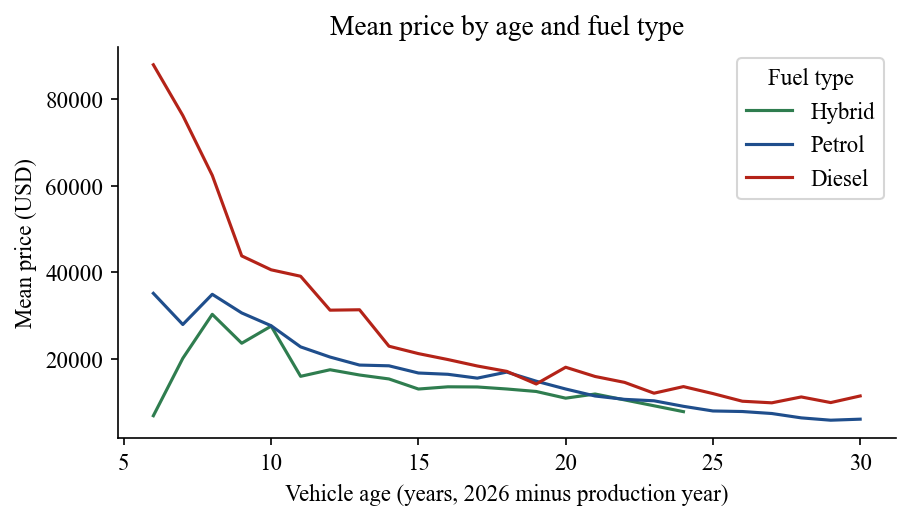 Mean price by age and fuel type
Fuel type
Hybrid
Petrol
Diesel
Mean price (USD)
80000
60000
40000
20000
5
10
15
20
25
30
Vehicle age (years, 2026 minus production year)